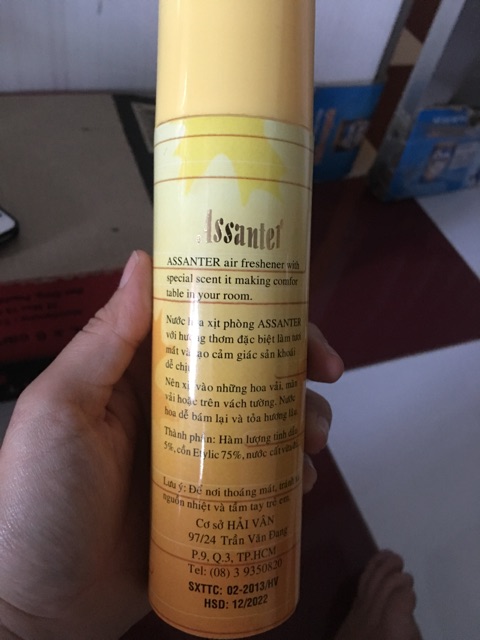 Assanter
ASSANTER air freshener with
special scent it making comfor
table in your room.
Nước hoa xịt phòng ASSANTER
với hương thơm đặc biệt làm tươi
mát và tạo cảm giác sản khoái
dễ chịu
Nên xịt vào những hoa vải, màn
vải hoặc trên vách tường. Nước
hoa dễ bám lại và tỏa hương lâu.
Thành phần: Hàm lượng tinh dầu
5%, cồn Etylic 75%, nước cất vừa đủ.
Lưu ý: Để nơi thoáng mát, tránh xa
nguồn nhiệt và tầm tay trẻ em.
Cơ sở HẢI VÂN
97/24 Trần Văn Đang
P.9, Q.3, TP.HCM
Tel: (08) 3 9350820
SXTTC: 02-2013/HV
HSD: 12/2022